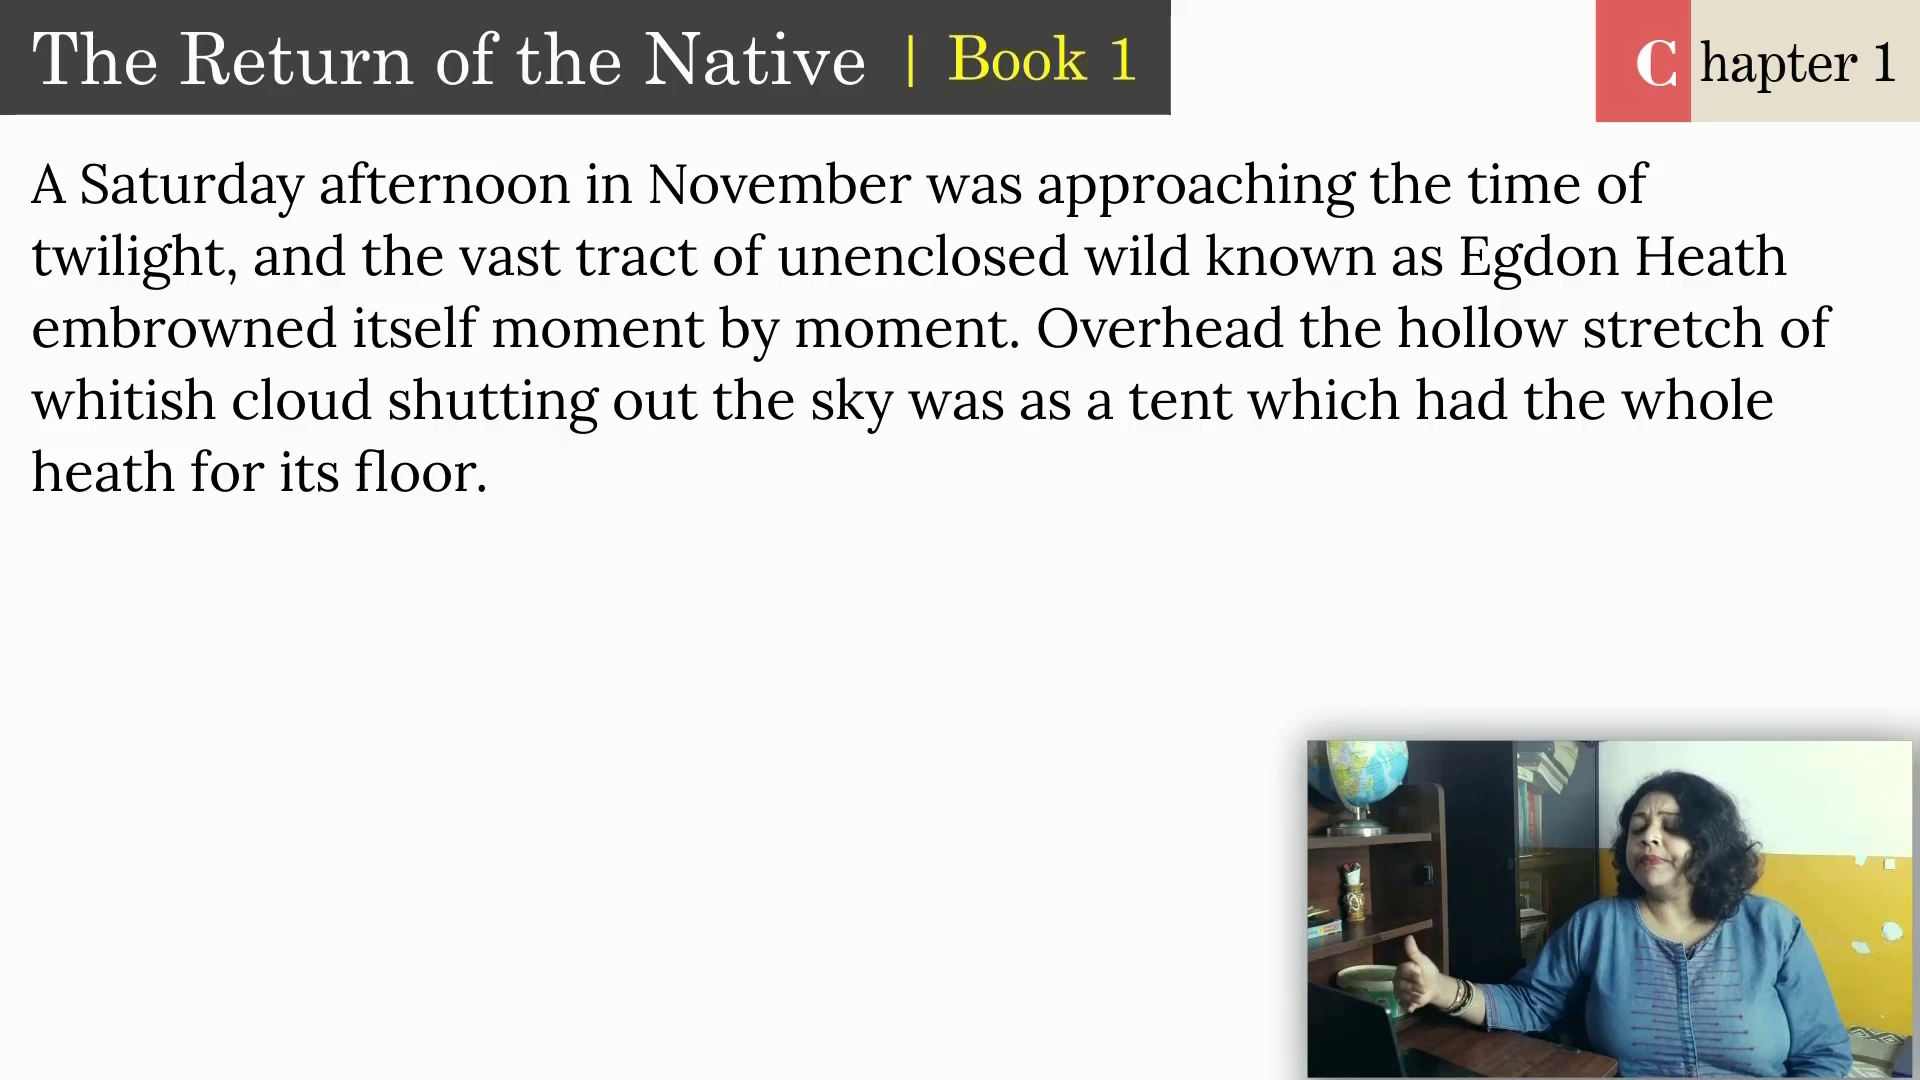 The Return of the Native | Book 1
Chapter 1
A Saturday afternoon in November was approaching the time of
twilight, and the vast tract of unenclosed wild known as Egdon Heath
embrowned itself moment by moment. Overhead the hollow stretch of
whitish cloud shutting out the sky was as a tent which had the whole
heath for its floor.